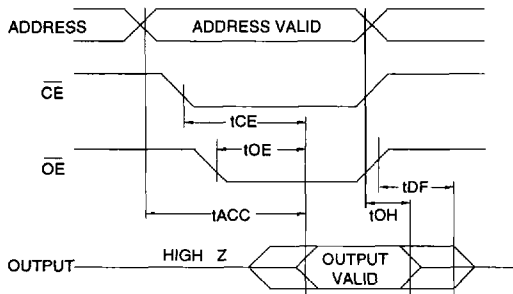 ADDRESS
ADDRESS VALID
CE
tCE
tOE
OE
tDF
tACC
tOH
HIGH Z
OUTPUT
OUTPUT
VALID